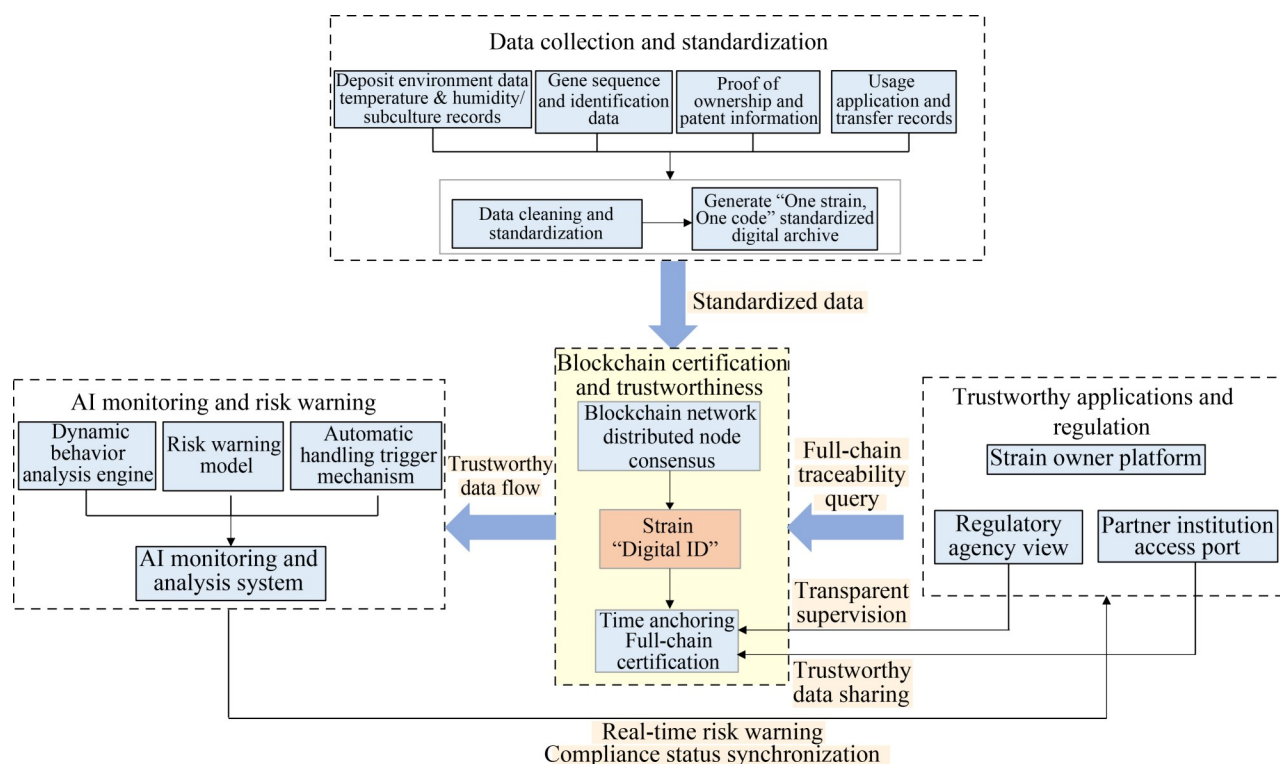 Data collection and standardization
Deposit environment data
temperature & humidity/
subculture records
Gene sequence
and identification
data
Proof of
ownership and
patent information
Usage
application and
transfer records
Data cleaning and
standardization
Generate “One strain,
One code” standardized
digital archive
Standardized data
AI monitoring and risk warning
Dynamic
behavior
analysis engine
Risk warning
model
Automatic
handling trigger
mechanism
AI monitoring and
analysis system
Trustworthy
data flow
Blockchain certification
and trustworthiness
Blockchain network
distributed node
consensus
Strain
“Digital ID”
Time anchoring
Full-chain
certification
Full-chain
traceability
query
Transparent
supervision
Trustworthy
data sharing
Trustworthy applications and
regulation
Strain owner platform
Regulatory
agency view
Partner institution
access port
Real-time risk warning
Compliance status synchronization